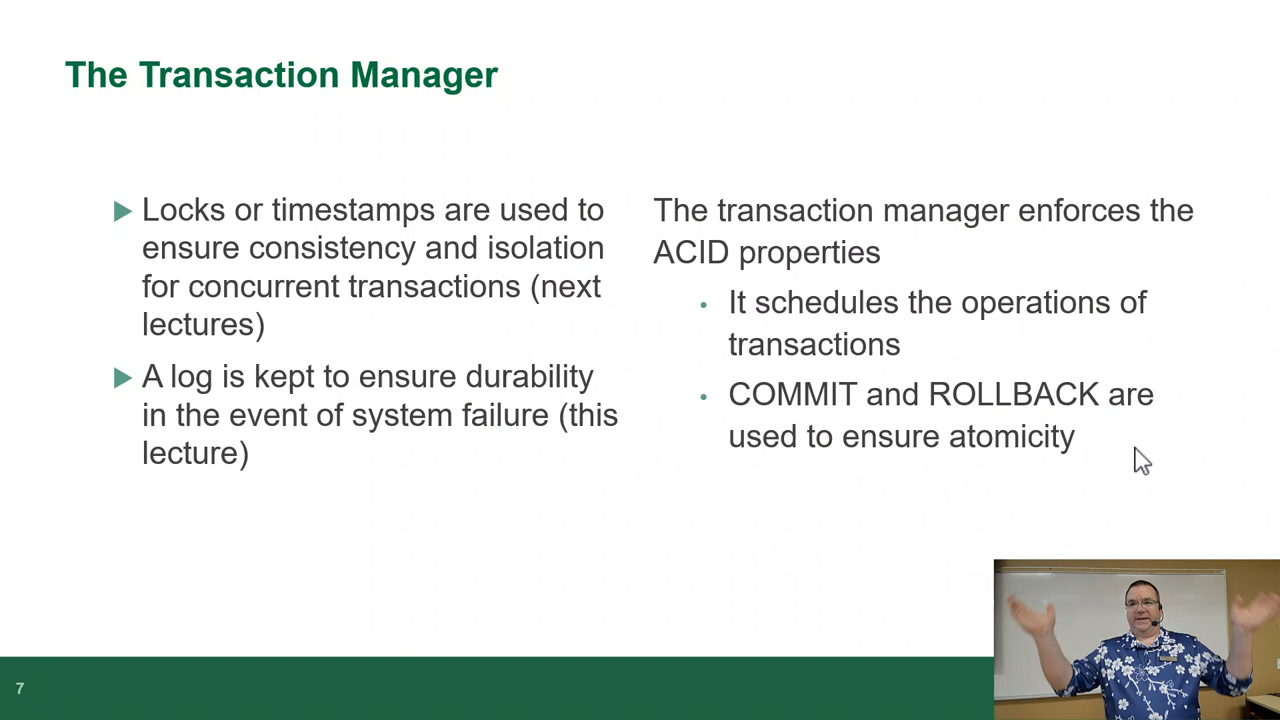 The Transaction Manager
Locks or timestamps are used to
ensure consistency and isolation
for concurrent transactions (next
lectures)
A log is kept to ensure durability
in the event of system failure (this
lecture)
The transaction manager enforces the
ACID properties
It schedules the operations of
transactions
COMMIT and ROLLBACK are
used to ensure atomicity
7